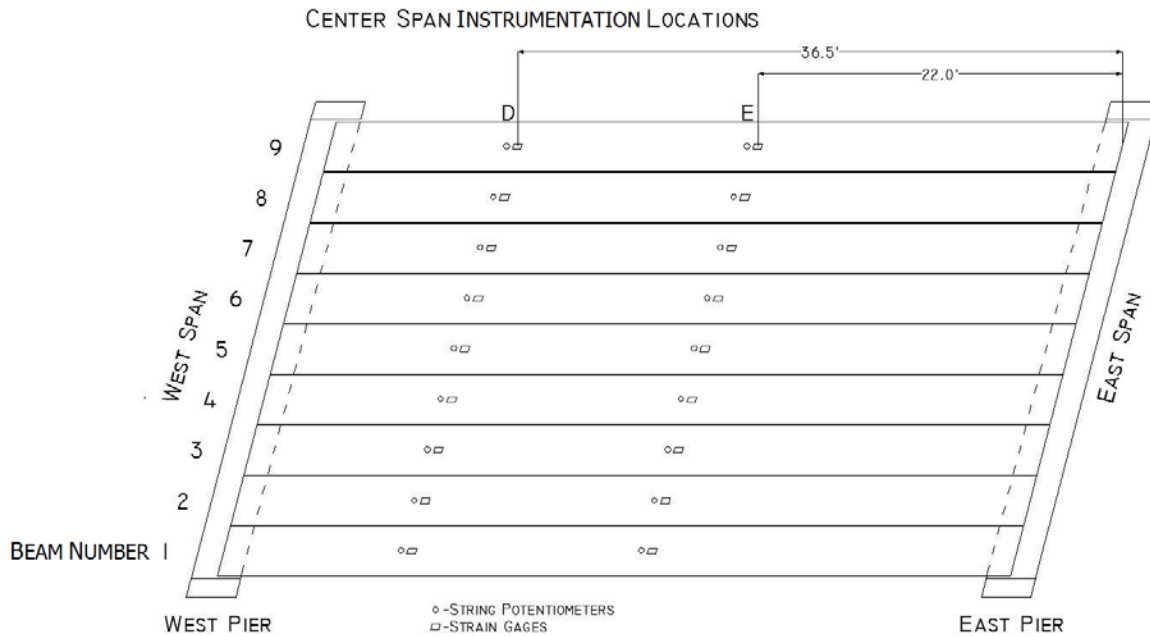 CENTER SPAN INSTRUMENTATION LOCATIONS
36.5'
22.0'
D E
9
8
7
6
5
4
3
2
BEAM NUMBER 1
WEST SPAN
EAST SPAN
WEST PIER
EAST PIER
-STRING POTENTIOMETERS
-STRAIN GAGES